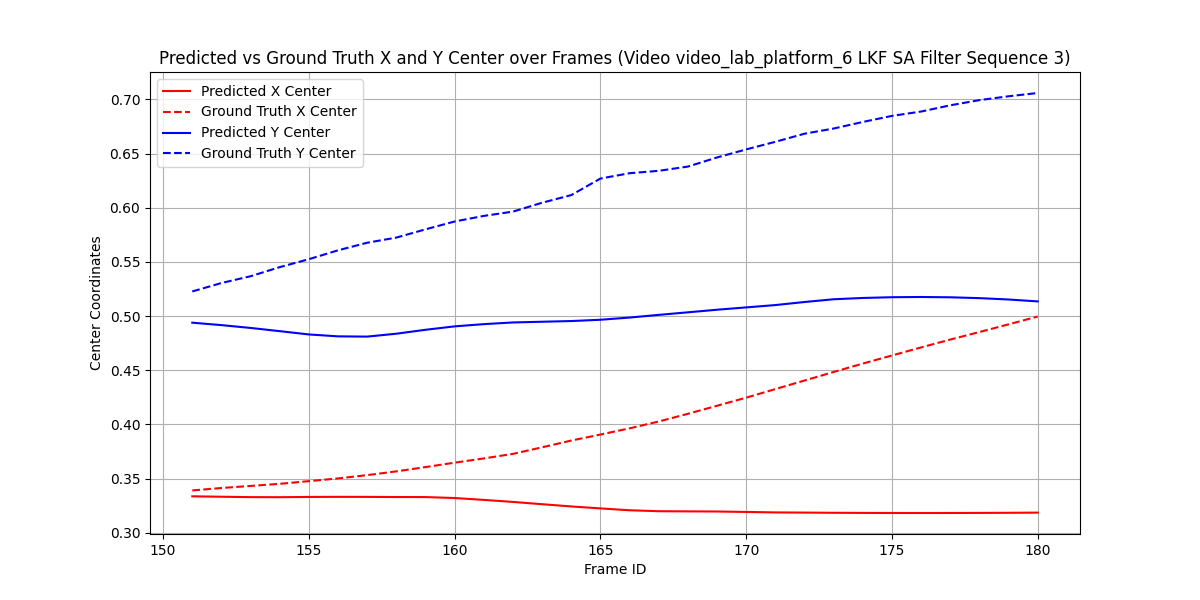 Predicted vs Ground Truth X and Y Center over Frames (Video video_lab_platform_6 LKF SA Filter Sequence 3)
Predicted X Center
Ground Truth X Center
Predicted Y Center
Ground Truth Y Center
Center Coordinates
0.70
0.65
0.60
0.55
0.50
0.45
0.40
0.35
0.30
150 155 160 165 170 175 180
Frame ID